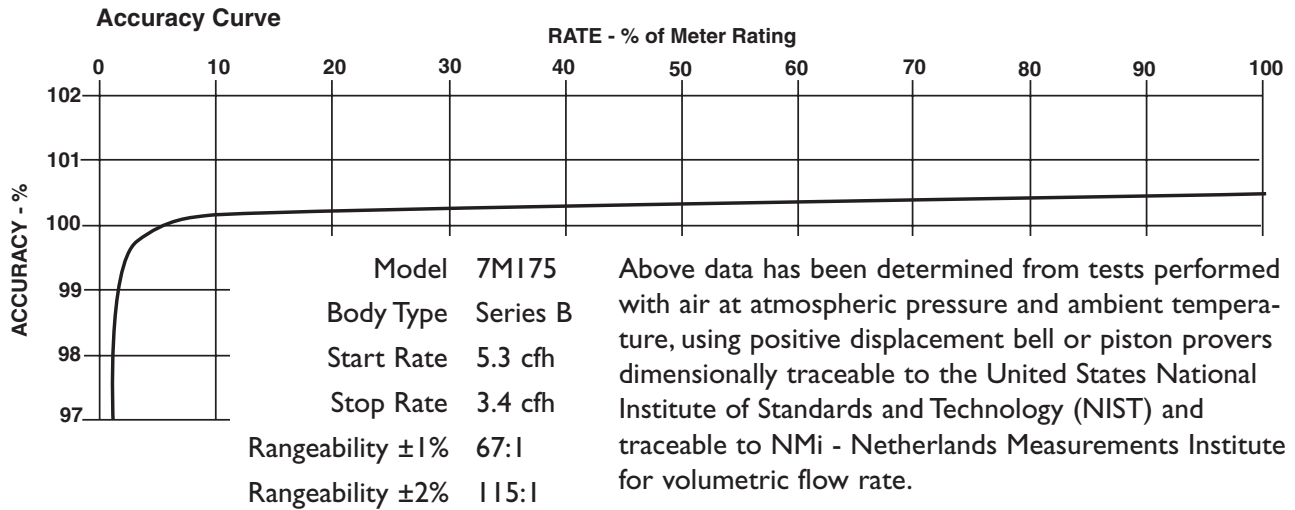 Accuracy Curve
RATE - % of Meter Rating
0 10 20 30 40 50 60 70 80 90 100
102
101
100
99
98
97
ACCURACY - %
Model 7M175
Body Type Series B
Start Rate 5.3 cfh
Stop Rate 3.4 cfh
Rangeability ±1% 67:1
Rangeability ±2% 115:1
Above data has been determined from tests performed
with air at atmospheric pressure and ambient tempera-
ture, using positive displacement bell or piston provers
dimensionally traceable to the United States National
Institute of Standards and Technology (NIST) and
traceable to NMi - Netherlands Measurements Institute
for volumetric flow rate.